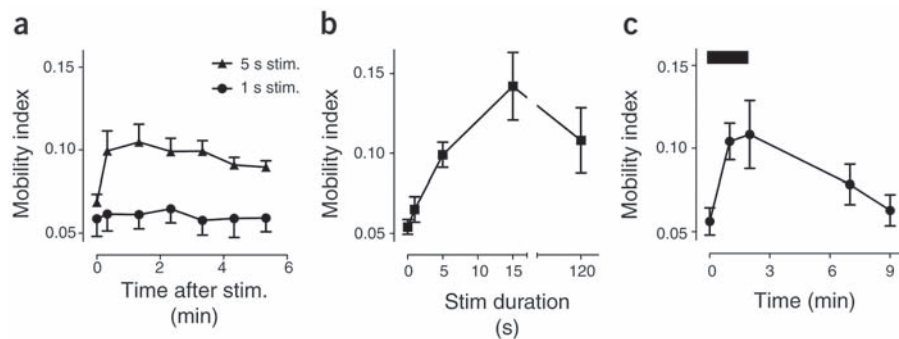 a
Mobility index
0.15
0.10
0.05
5 s stim.
1 s stim.
0 2 4 6
Time after stim.
(min)
b
Mobility index
0.15
0.10
0.05
0 5 10 15 120
Stim duration
(s)
c
Mobility index
0.15
0.10
0.05
0 3 6 9
Time (min)